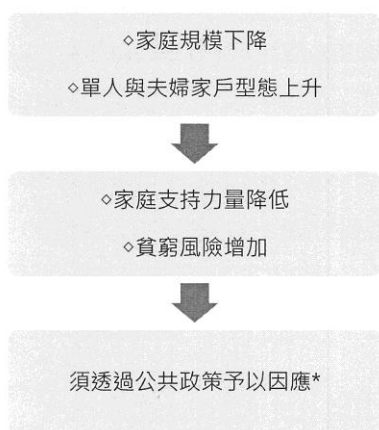 ◇家庭規模下降
◇單人與夫婦家戶型態上升
◇家庭支持力量降低
◇貧窮風險增加
須透過公共政策予以因應*